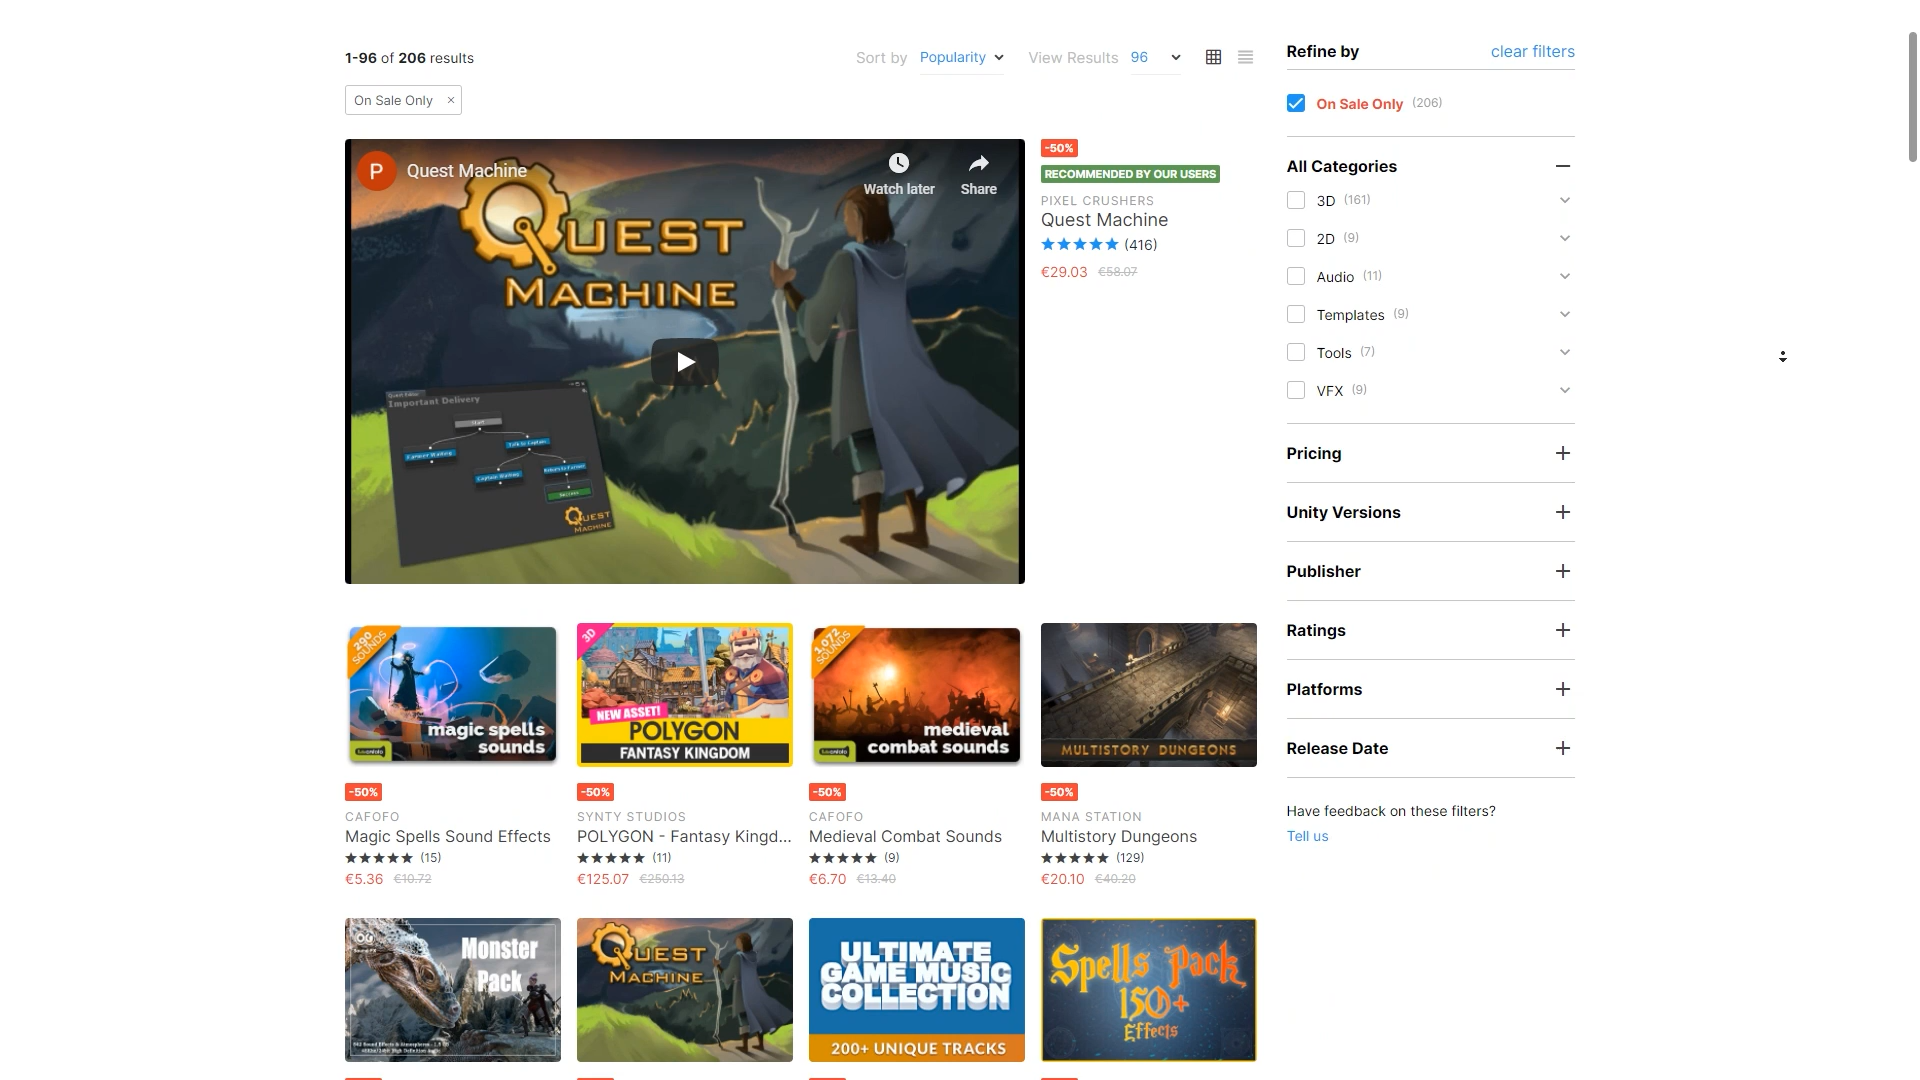 1-96 of 206 results
Sort by Popularity
View Results 96
On Sale Only ×
P Quest Machine
Watch later
Share
QUEST
MACHINE
Important Delivery
Start
QUEST
MACHINE
-50%
RECOMMENDED BY OUR USERS
PIXEL CRUSHERS
Quest Machine
(416)
€29.03 €58.07
290
SOUNDS
magic spells
sounds
-50%
CAFOFO
Magic Spells Sound Effects
(15)
€5.36 €10.72
3D
NEW ASSET!
POLYGON
FANTASY KINGDOM
-50%
SYNTY STUDIOS
POLYGON - Fantasy Kingd...
(11)
€125.07 €250.13
1,072
SOUNDS
medieval
combat sounds
-50%
CAFOFO
Medieval Combat Sounds
(9)
€6.70 €13.40
MULTISTORY DUNGEONS
-50%
MANA STATION
Multistory Dungeons
(129)
€20.10 €40.20
Monster
Pack
QUEST
MACHINE
ULTIMATE
GAME MUSIC
COLLECTION
200+ UNIQUE TRACKS
Spells Pack
150+
Effects
Refine by
clear filters
On Sale Only (206)
All Categories
3D (161)
2D (9)
Audio (11)
Templates (9)
Tools (7)
VFX (9)
Pricing
Unity Versions
Publisher
Ratings
Platforms
Release Date
Have feedback on these filters?
Tell us